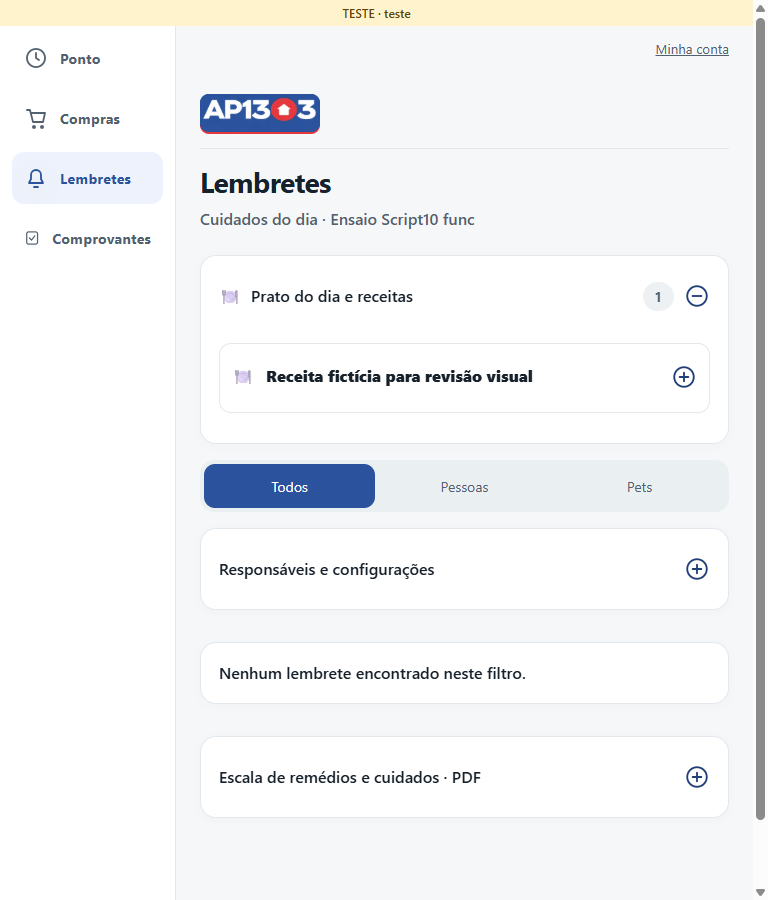 TESTE · teste
Ponto
Compras
Lembretes
Comprovantes
Minha conta
AP1303
Lembretes
Cuidados do dia · Ensaio Script10 func
Prato do dia e receitas
1
Receita fictícia para revisão visual
Todos
Pessoas
Pets
Responsáveis e configurações
Nenhum lembrete encontrado neste filtro.
Escala de remédios e cuidados · PDF